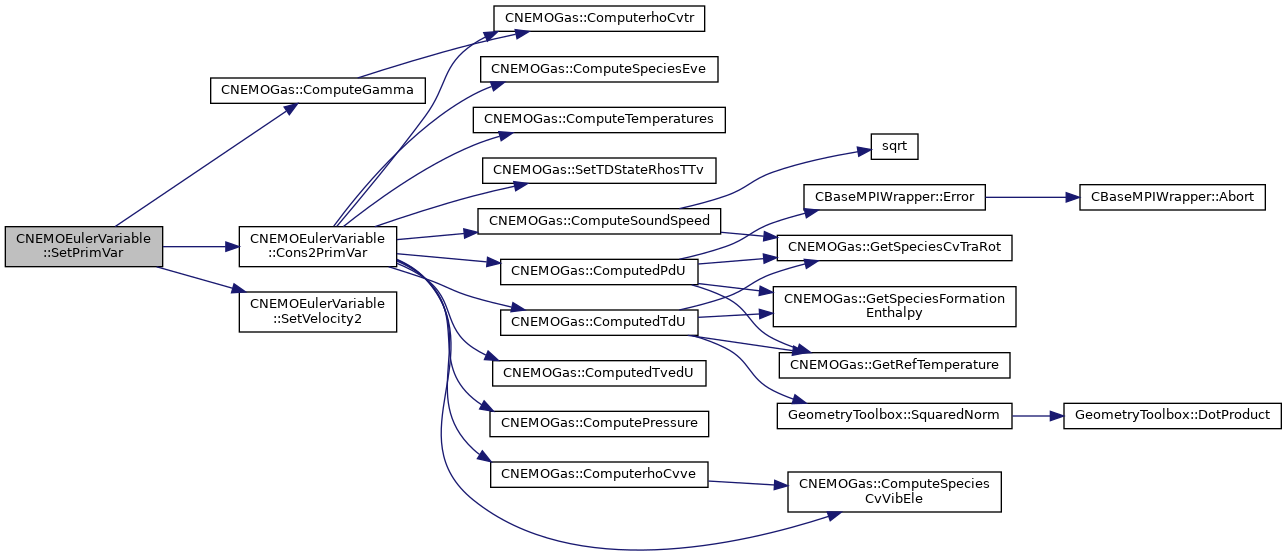 CNEMOEulerVariable
::SetPrimVar
CNEMOGas::ComputeGamma
CNEMOEulerVariable
::Cons2PrimVar
CNEMOEulerVariable
::SetVelocity2
CNEMOGas::ComputerhoCvtr
CNEMOGas::ComputeSpeciesEve
CNEMOGas::ComputeTemperatures
CNEMOGas::SetTDStateRhosTTv
CNEMOGas::ComputeSoundSpeed
CNEMOGas::ComputedPdU
CNEMOGas::ComputedTdU
CNEMOGas::ComputedTvedU
CNEMOGas::ComputePressure
CNEMOGas::ComputerhoCvve
sqrt
CBaseMPIWrapper::Error
CNEMOGas::GetSpeciesCvTraRot
CNEMOGas::GetSpeciesFormation
Enthalpy
CNEMOGas::GetRefTemperature
GeometryToolbox::SquaredNorm
CNEMOGas::ComputeSpecies
CvVibEle
CBaseMPIWrapper::Abort
GeometryToolbox::DotProduct